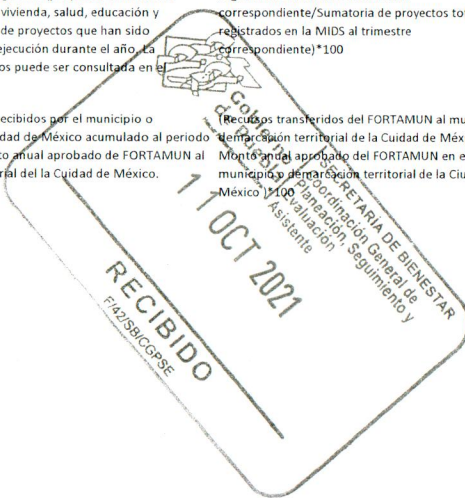 vivienda, salud, educación y
de proyectos que han sido
ejecución durante el año. La
os puede ser consultada en el
ecibidos por el municipio o
dad de México acumulado al periodo
to anual aprobado de FORTAMUN al
rial del la Cuidad de México.
correspondiente/Sumatoria de proyectos to
registrados en la MIDS al trimestre
correspondiente)*100
(Recursos transferidos del FORTAMUN al mu
demarcación territorial de la Cuidad de Méx
Monto anual aprobado del FORTAMUN en e
municipio o demarcación territorial de la Ciu
México )*100
Gobierno
de Puebla
SECRETARÍA DE BIENESTAR
Coordinación General de
Planeación, Seguimiento y
Evaluación
Asistente
11 OCT 2021
RECIBIDO
F/42/SB/CGPSE